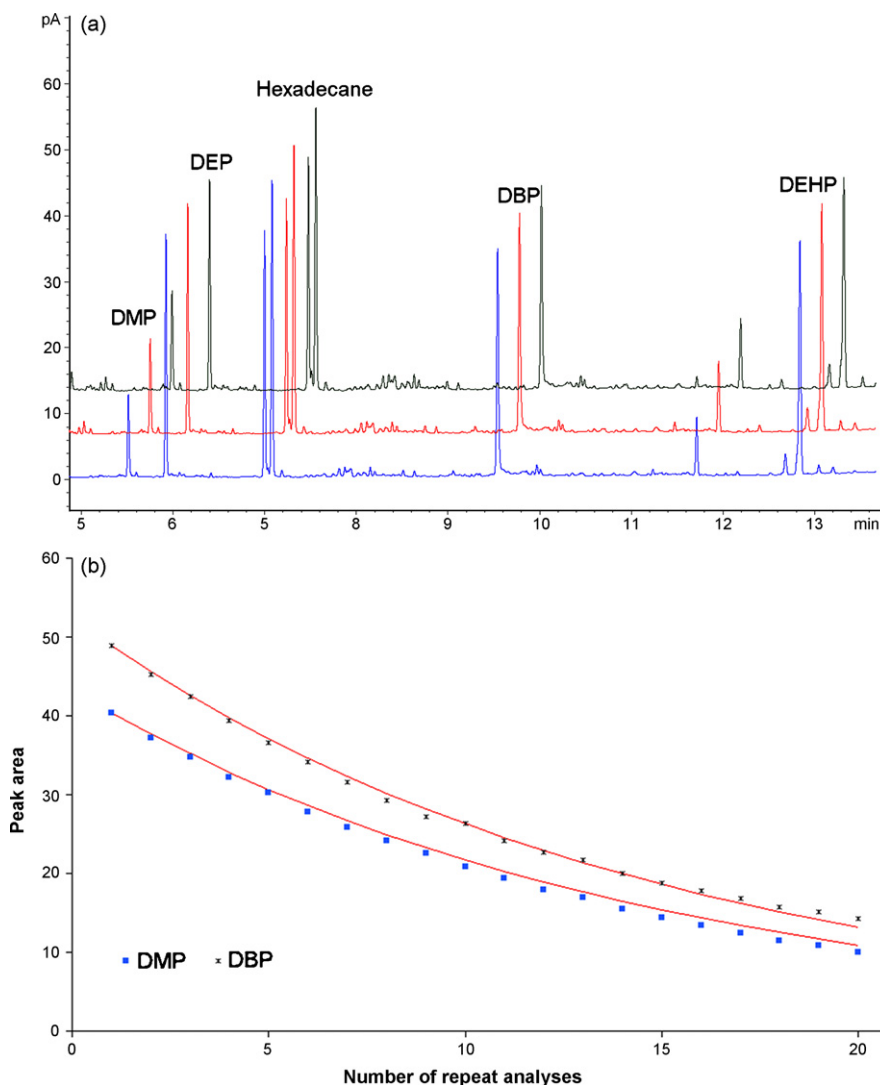 pA
(a)
60
50
40
30
20
10
0
Hexadecane
DEP
DBP
DEHP
DMP
5 6 5 8 9 10 11 12 13 min
(b)
60
50
40
30
20
10
0
Peak area
DMP DBP
0 5 10 15 20
Number of repeat analyses